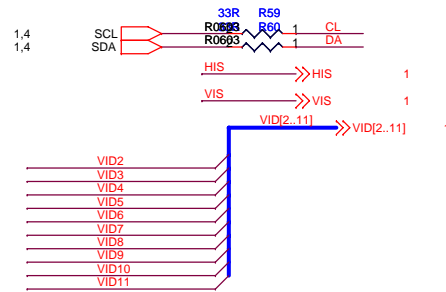 33R R59
1,4 SCL R0603 1 CL
R60
1,4 SDA R0603 2 1 DA
HIS HIS 1
VIS VIS 1
VID[2..11] VID[2..11]
VID2
VID3
VID4
VID5
VID6
VID7
VID8
VID9
VID10
VID11